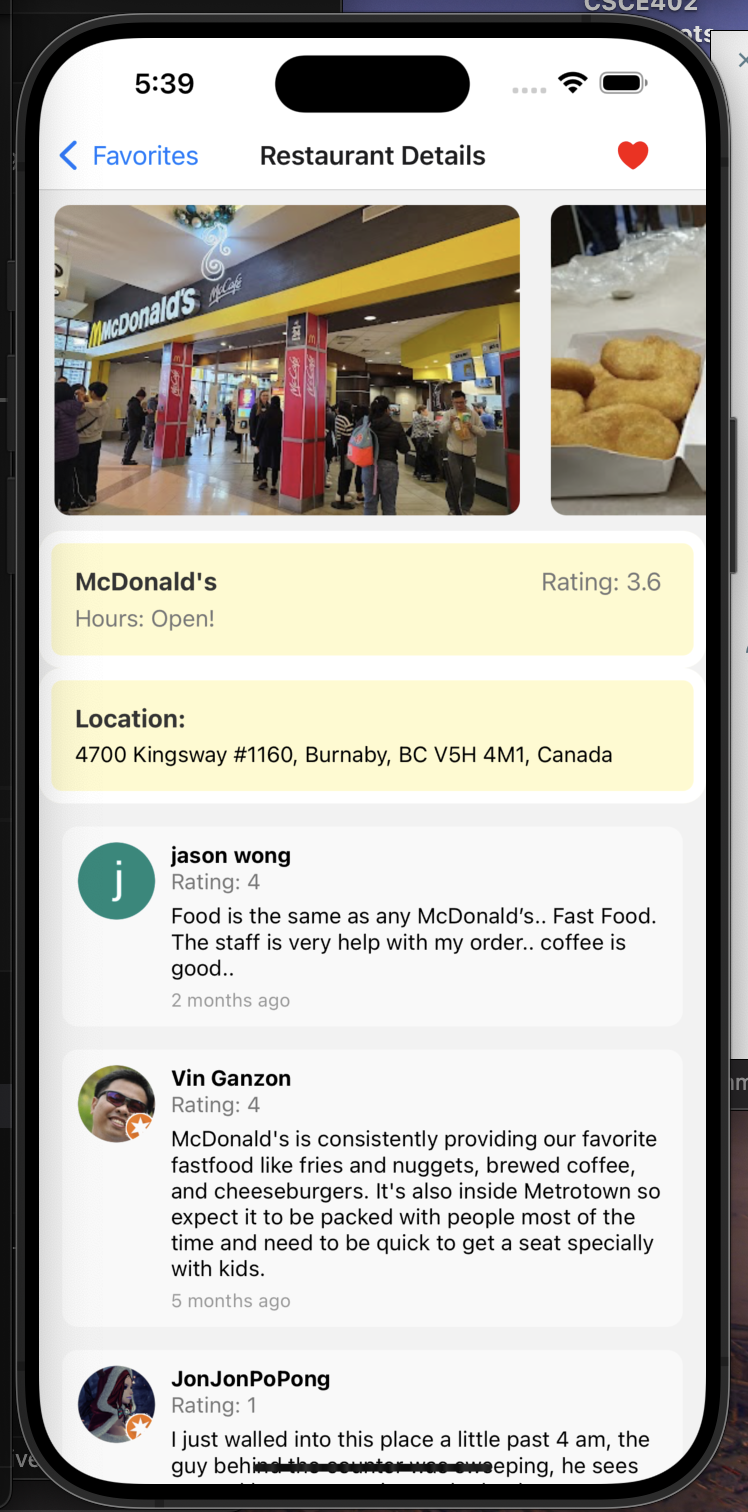 CSCE402
ots
5:39
Favorites
Restaurant Details
McDonald's
McCafé
McDonald's
Rating: 3.6
Hours: Open!
Location:
4700 Kingsway #1160, Burnaby, BC V5H 4M1, Canada
j
jason wong
Rating: 4
Food is the same as any McDonald’s.. Fast Food.
The staff is very help with my order.. coffee is
good..
2 months ago
Vin Ganzon
Rating: 4
McDonald's is consistently providing our favorite
fastfood like fries and nuggets, brewed coffee,
and cheeseburgers. It's also inside Metrotown so
expect it to be packed with people most of the
time and need to be quick to get a seat specially
with kids.
5 months ago
JonJonPoPong
Rating: 1
I just walled into this place a little past 4 am, the
guy behind the counter was sweeping, he sees